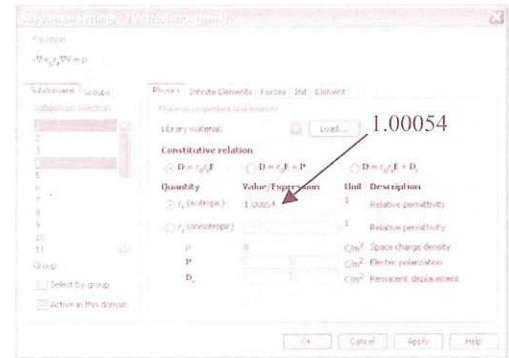 Equation
Subdomains Groups
Subdomain selection
Physics Infinite Elements Forces Init Element
Material properties and sources
Library material: Load... 1.00054
Constitutive relation
D = ε₀εᵣE D = ε₀E + P D = ε₀εᵣE + Dᵣ
Quantity Value/Expression Unit Description
εᵣ (isotropic) 1.00054 1 Relative permittivity
εᵣ (anisotropic) 1 Relative permittivity
ρ 0 C/m³ Space charge density
P C/m² Electric polarization
Dᵣ C/m² Remanent displacement
1
2
3
5
6
7
8
9
10
11
Group:
Select by group
Active in this domain
OK Cancel Apply Help